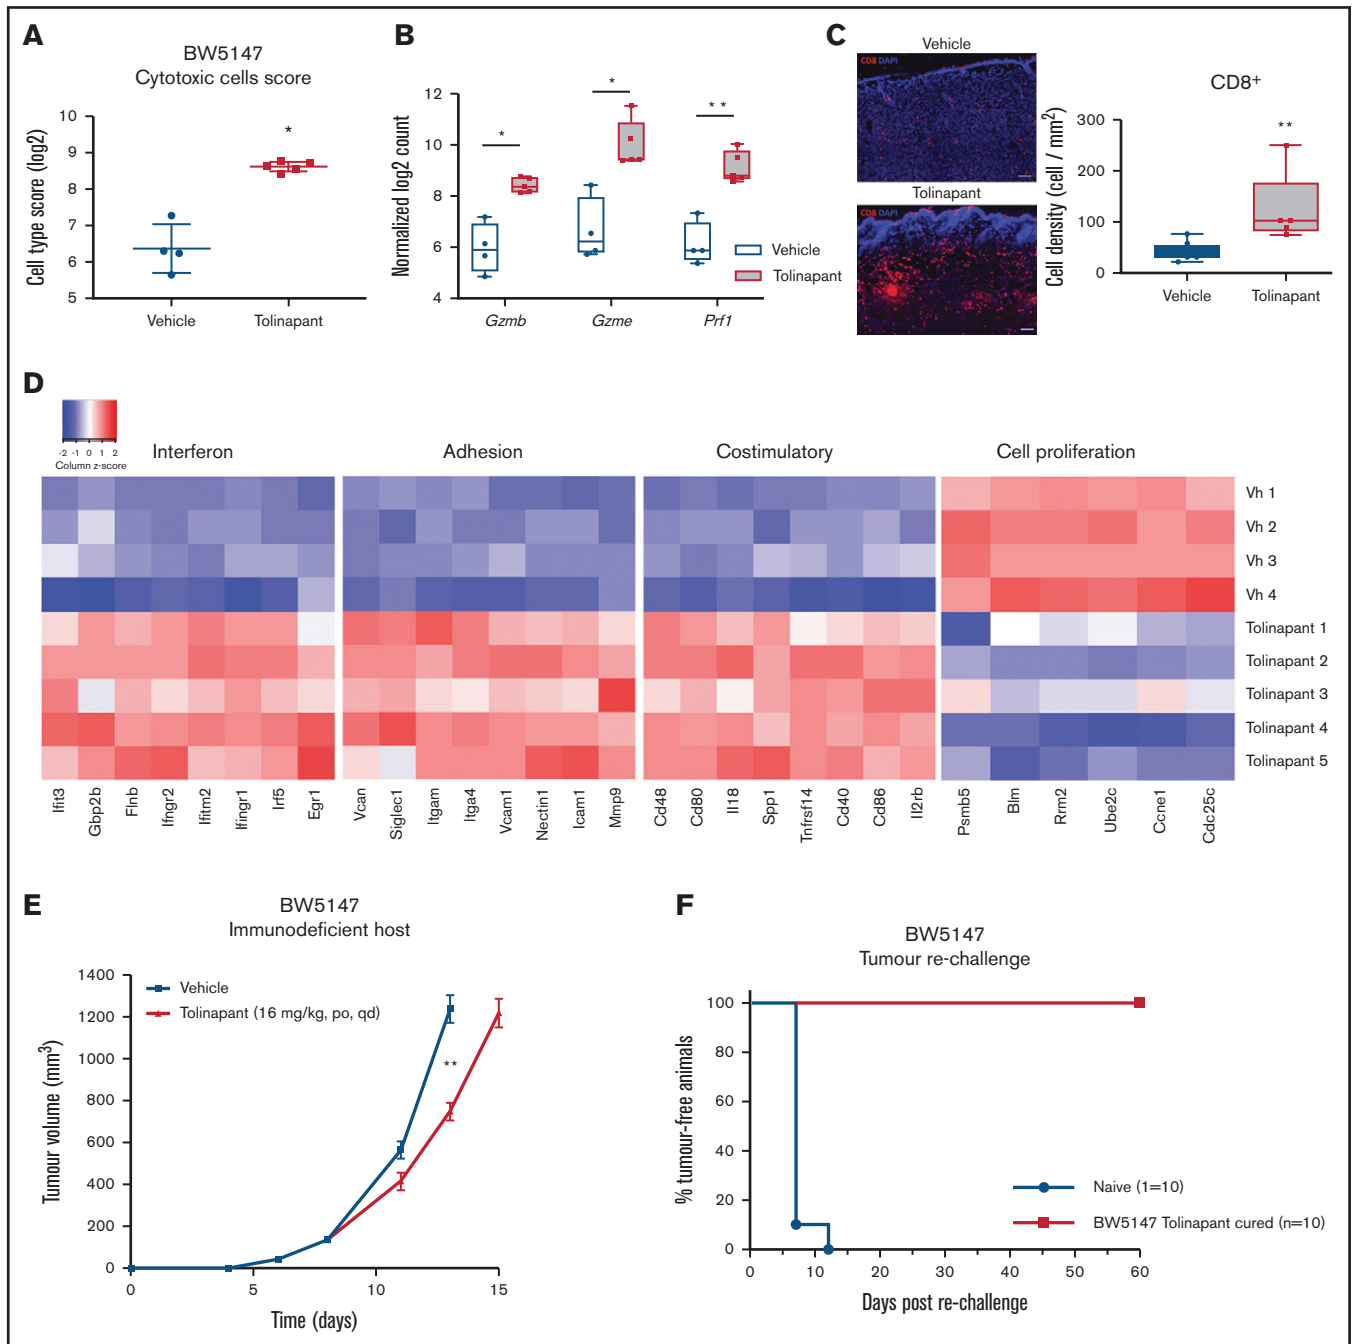 A
BW5147
Cytotoxic cells score
Cell type score (log2)
10
9
8
7
6
5
*
Vehicle
Tolinapant
B
Normalized log2 count
12
10
8
6
4
*
*
**
Vehicle
Tolinapant
Gzmb
Gzme
Prf1
C
Vehicle
CD8 DAPI
Tolinapant
CD8 DAPI
CD8+
Cell density (cell / mm2)
300
200
100
0
**
Vehicle
Tolinapant
D
-2 -1 0 1 2
Column z-score
Interferon
Adhesion
Costimulatory
Cell proliferation
Vh 1
Vh 2
Vh 3
Vh 4
Tolinapant 1
Tolinapant 2
Tolinapant 3
Tolinapant 4
Tolinapant 5
Ifit3
Gbp2b
Flnb
Ifngr2
Ifitm2
Ifingr1
Irf5
Egr1
Vcan
Siglec1
Itgam
Itga4
Vcam1
Nectin1
Icam1
Mmp9
Cd48
Cd80
Il18
Spp1
Tnfrsf14
Cd40
Cd86
Il2rb
Psmb5
Blm
Rrm2
Ube2c
Ccne1
Cdc25c
E
BW5147
Immunodeficient host
Tumour volume (mm3)
1400
1200
1000
800
600
400
200
0
Vehicle
Tolinapant (16 mg/kg, po, qd)
**
0
5
10
15
Time (days)
F
BW5147
Tumour re-challenge
% tumour-free animals
100
80
60
40
20
0
Naive (1=10)
BW5147 Tolinapant cured (n=10)
0
10
20
30
40
50
60
Days post re-challenge